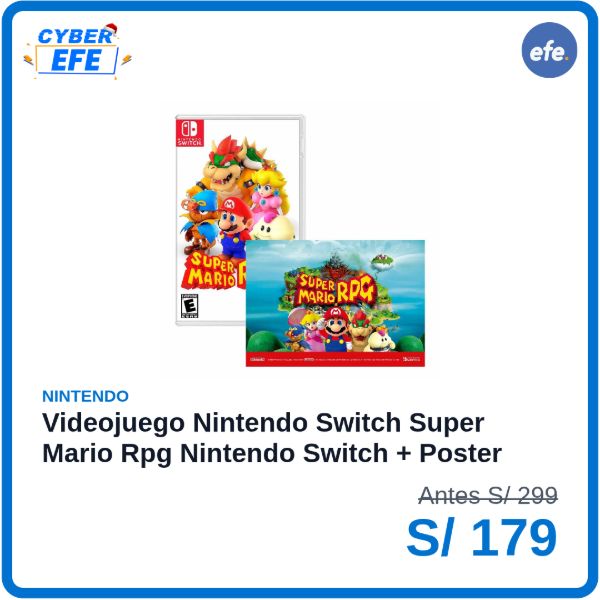 CYBER
EFE
efe.
NINTENDO
SWITCH
SUPER
MARIO RPG
EVERYONE
E
SUPER
MARIO RPG
NINTENDO
Videojuego Nintendo Switch Super
Mario Rpg Nintendo Switch + Poster
Antes S/ 299
S/ 179